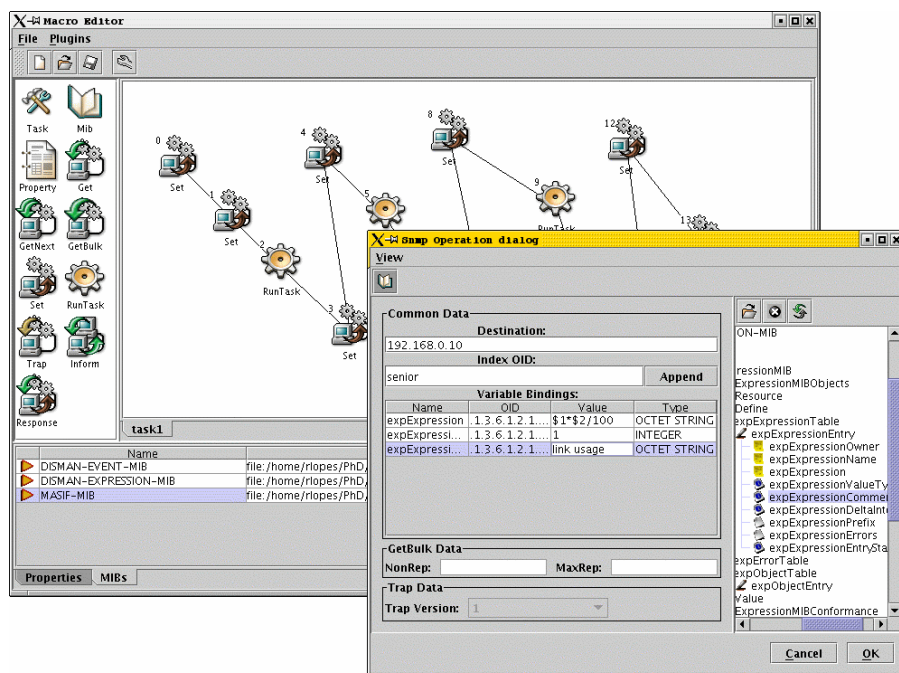 Macro Editor
File Plugins
Task Mib
Property Get
GetNext GetBulk
Set RunTask
Trap Inform
Response
0
Set
1
Set
2
RunTask
3
Set
4
Set
5
8
Set
9
RunTask
12
Set
13
task1
Name
DISMAN-EVENT-MIB file:/home/rlopes/PhD,
DISMAN-EXPRESSION-MIB file:/home/rlopes/PhD,
MASIF-MIB file:/home/rlopes/PhD,
Properties MIBs
Snmp Operation dialog
View
Common Data
Destination:
192.168.0.10
Index OID:
senior Append
Variable Bindings:
Name OID Value Type
expExpression .1.3.6.1.2.1.... $1*$2/100 OCTET STRING
expExpressi... .1.3.6.1.2.1.... 1 INTEGER
expExpressi... .1.3.6.1.2.1.... link usage OCTET STRING
GetBulk Data
NonRep: MaxRep:
Trap Data
Trap Version: 1
ON-MIB
ressionMIB
ExpressionMIBObjects
Resource
Define
expExpressionTable
expExpressionEntry
expExpressionOwner
expExpressionName
expExpression
expExpressionValueTy
expExpressionComme
expExpressionDeltaInte
expExpressionPrefix
expExpressionErrors
expExpressionEntrySta
expErrorTable
expObjectTable
expObjectEntry
Value
ExpressionMIBConformance
Cancel OK